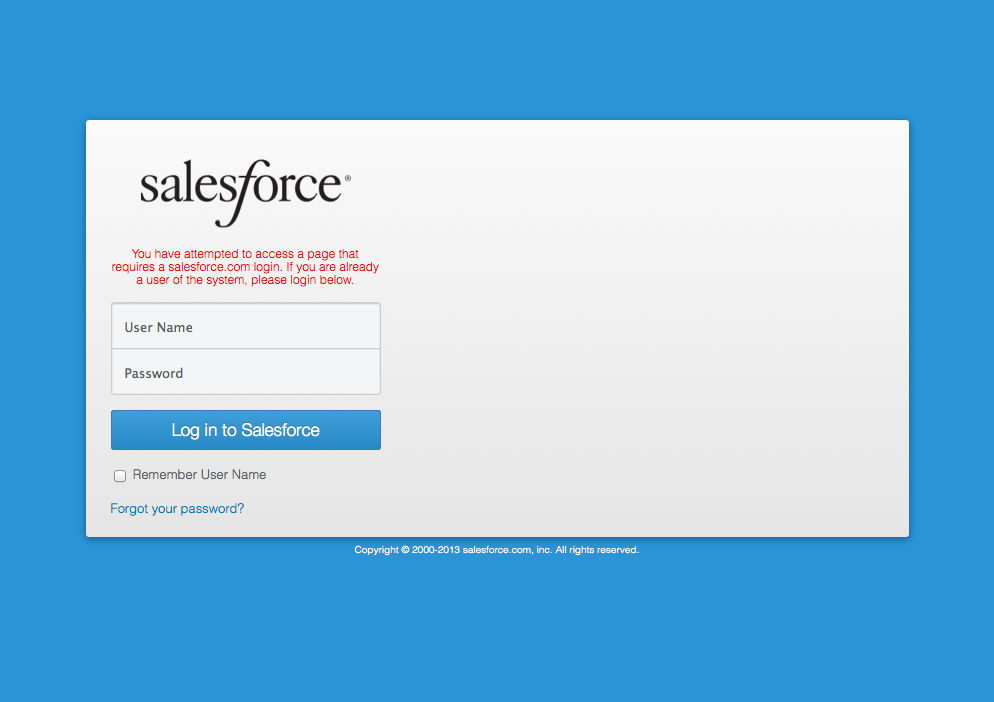 salesforce®
You have attempted to access a page that
requires a salesforce.com login. If you are already
a user of the system, please login below.
User Name
Password
Log in to Salesforce
Remember User Name
Forgot your password?
Copyright © 2000-2013 salesforce.com, inc. All rights reserved.